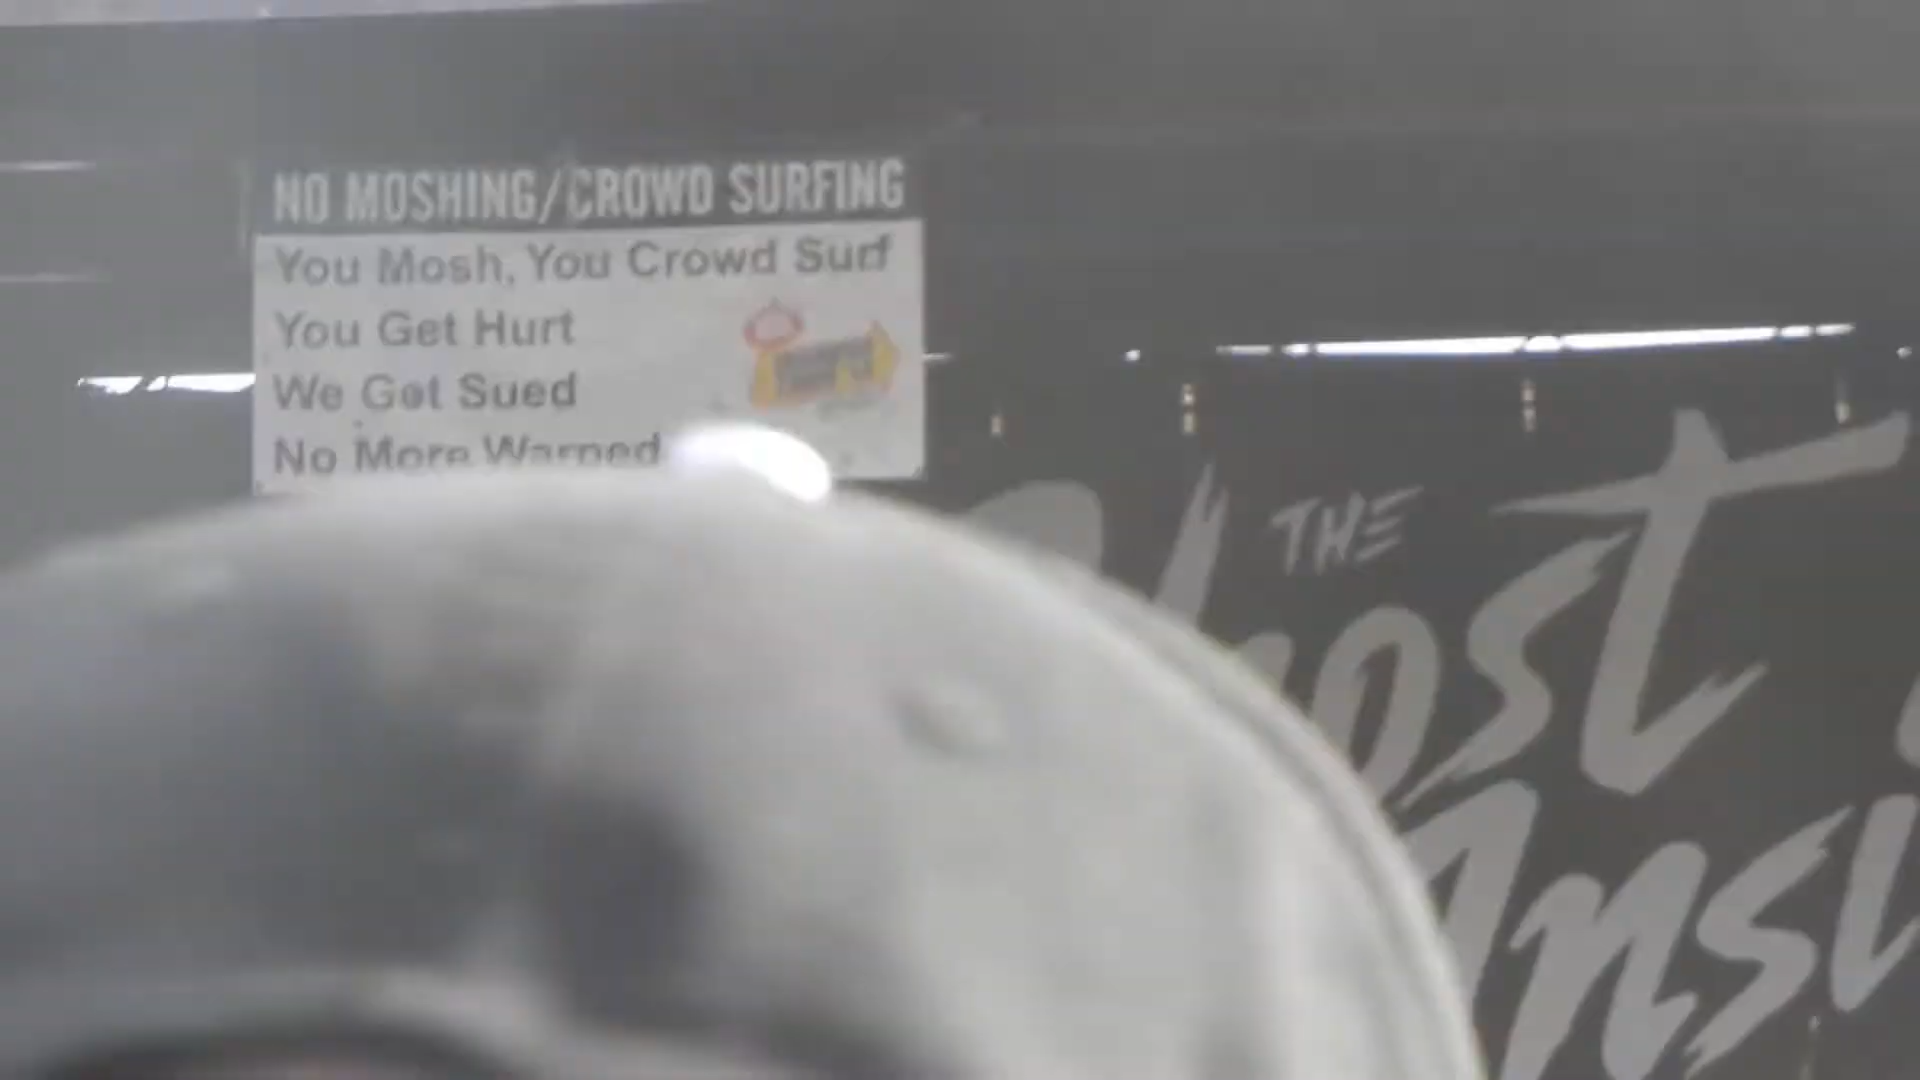 NO MOSHING/CROWD SURFING
You Mosh, You Crowd Surf
You Get Hurt
We Get Sued
No More Warped
THE